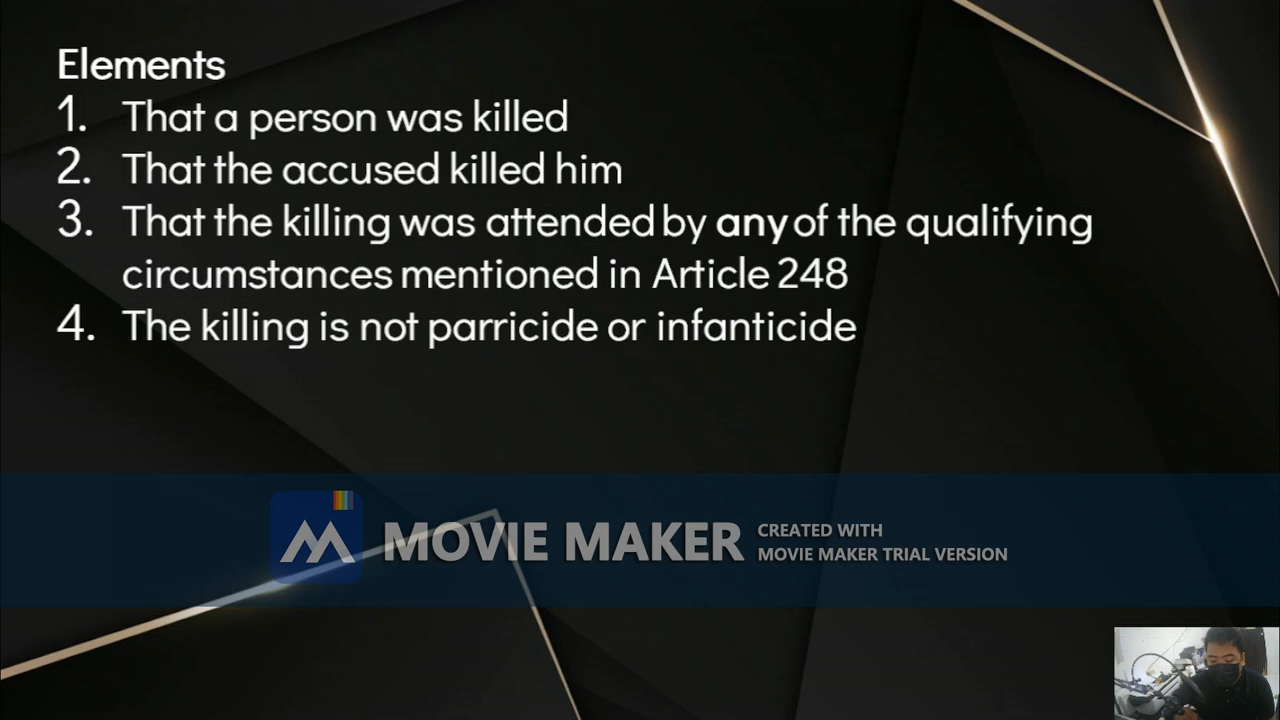 Elements
1. That a person was killed
2. That the accused killed him
3. That the killing was attended by any of the qualifying
circumstances mentioned in Article 248
4. The killing is not parricide or infanticide
MOVIE MAKER
CREATED WITH
MOVIE MAKER TRIAL VERSION